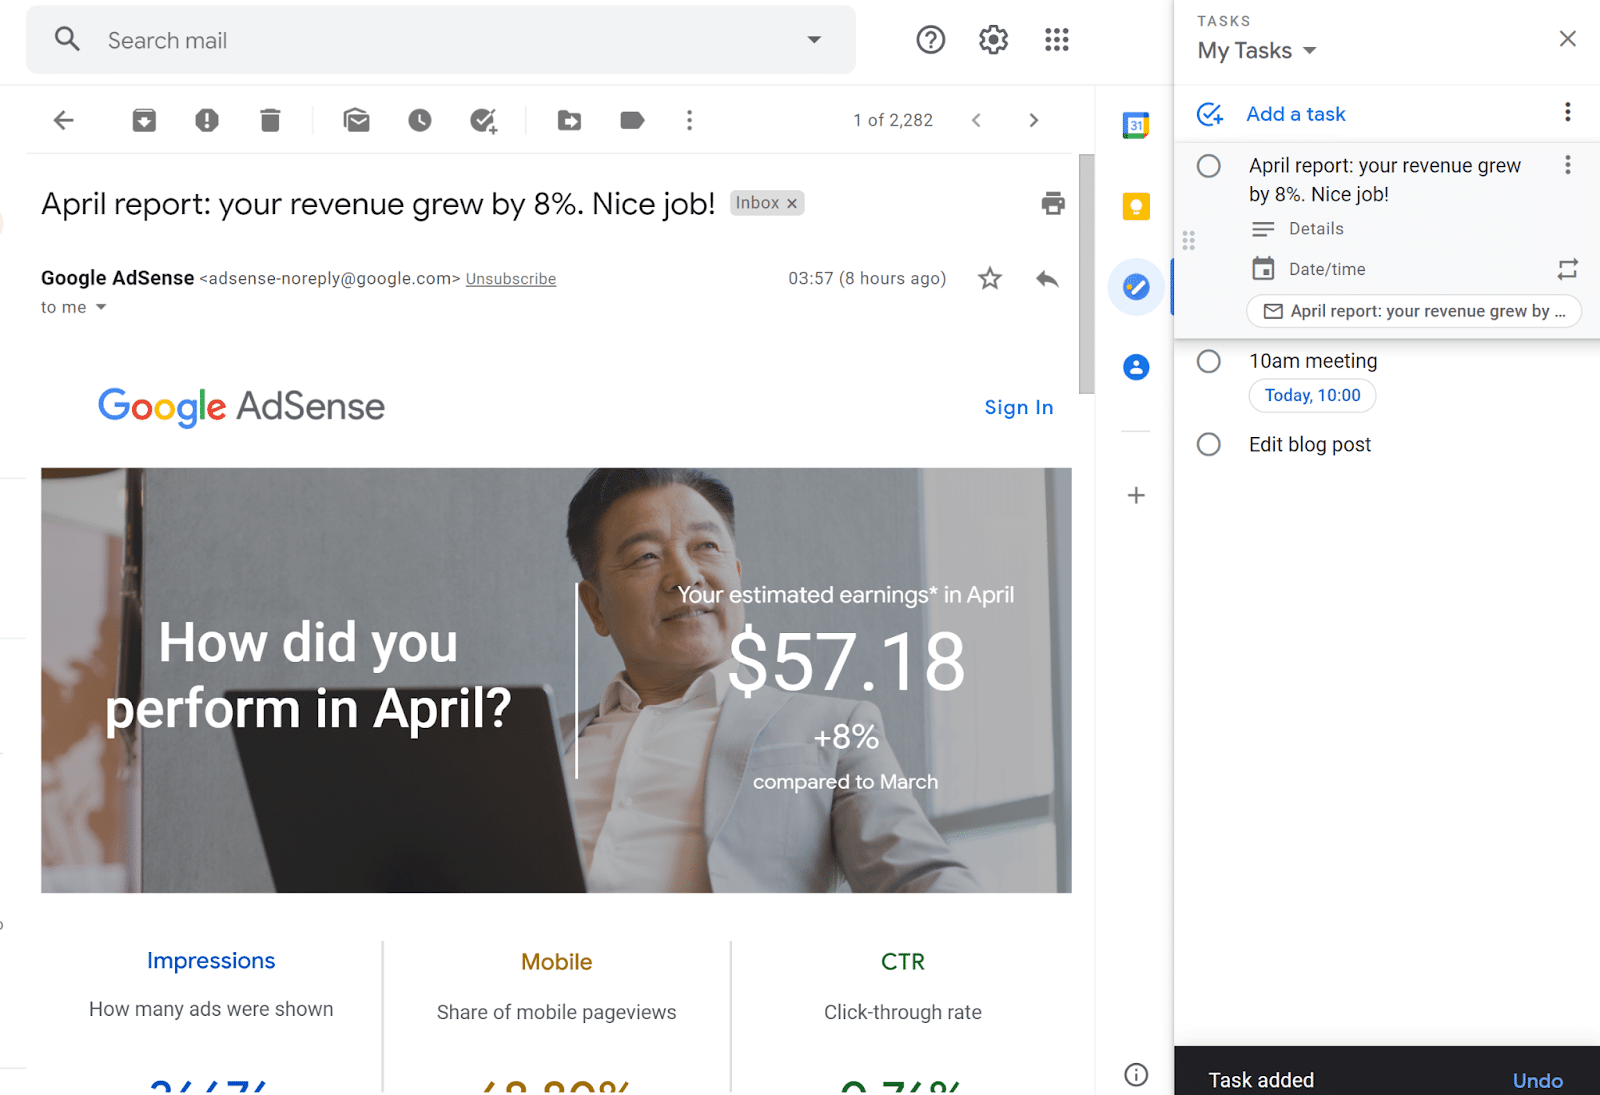 Search mail
TASKS
My Tasks
1 of 2,282
31
Add a task
April report: your revenue grew by 8%. Nice job!
Inbox ×
April report: your revenue grew
by 8%. Nice job!
Details
Date/time
April report: your revenue grew by ...
Google AdSense <adsense-noreply@google.com> Unsubscribe
03:57 (8 hours ago)
to me
10am meeting
Today, 10:00
Edit blog post
Google AdSense
Sign In
How did you
perform in April?
Your estimated earnings* in April
$57.18
+8%
compared to March
Impressions
How many ads were shown
Mobile
Share of mobile pageviews
CTR
Click-through rate
Task added
Undo